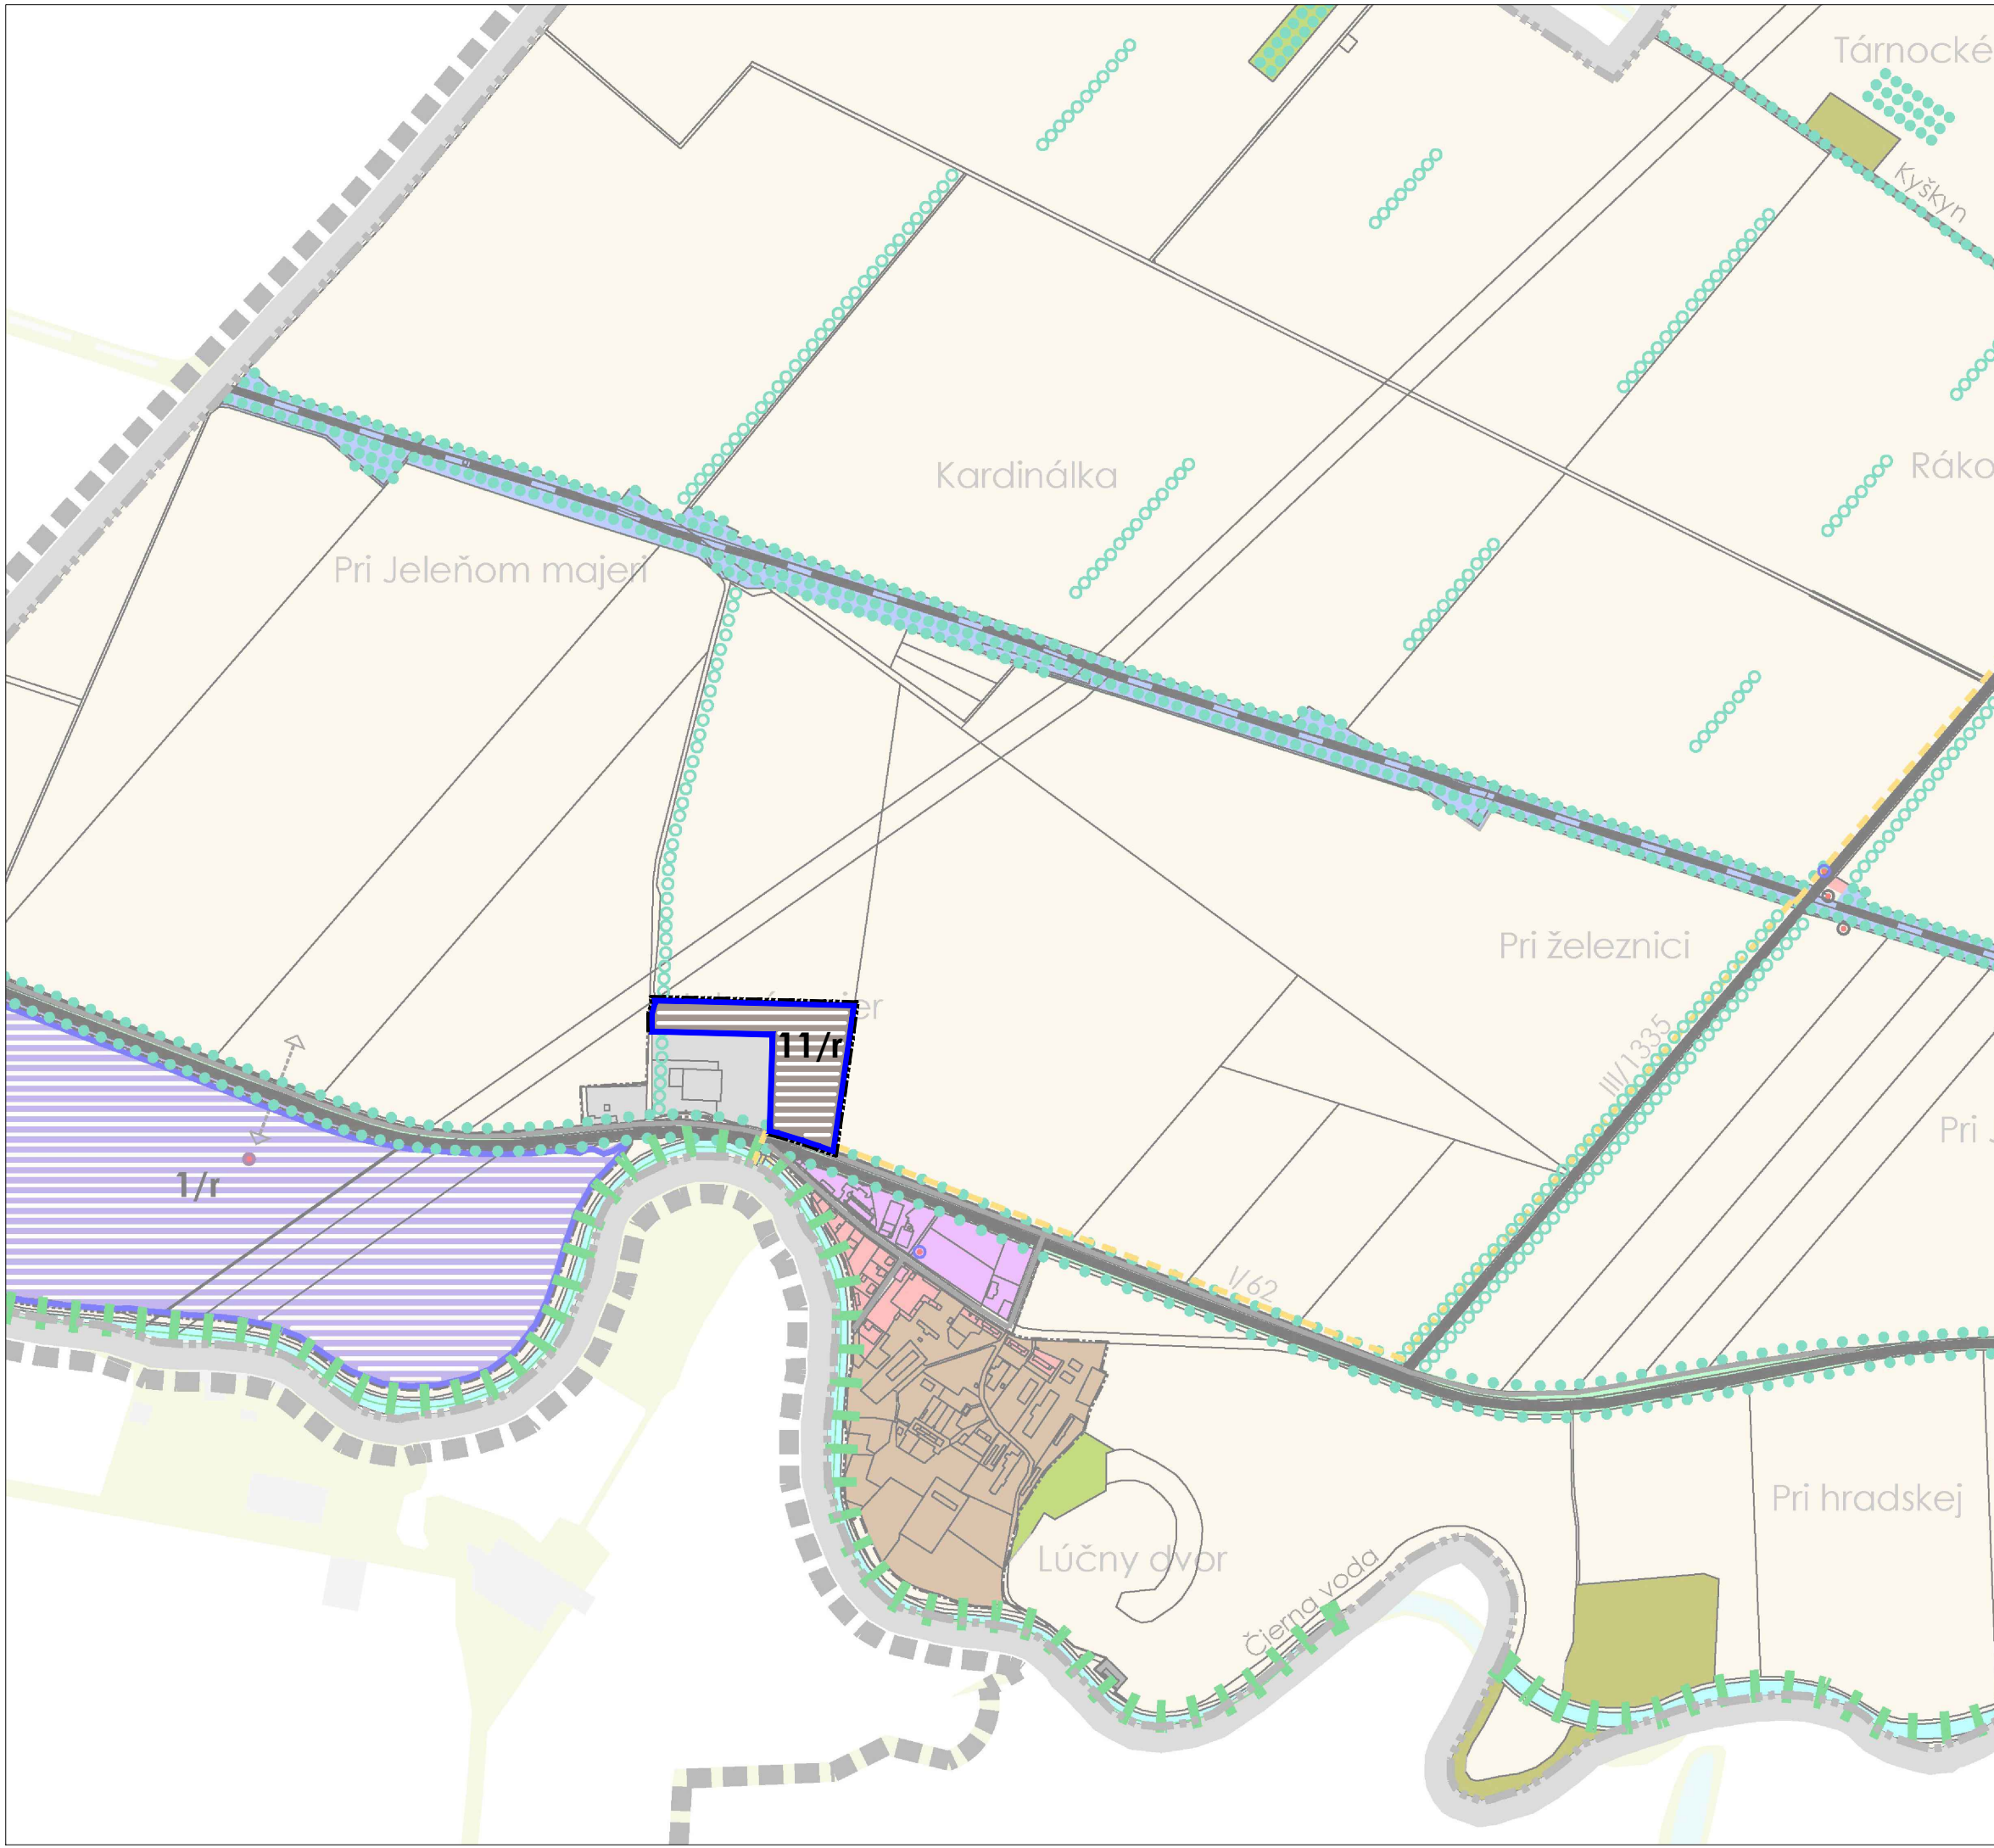 Tárnocké
Kyškyn
Kardinálka
Ráko
Pri Jeleňom majeri
Pri železnici
er
11/r
III/1335
Pri J
1/r
I/62
Pri hradskej
Lúčny dvor
Čierna voda